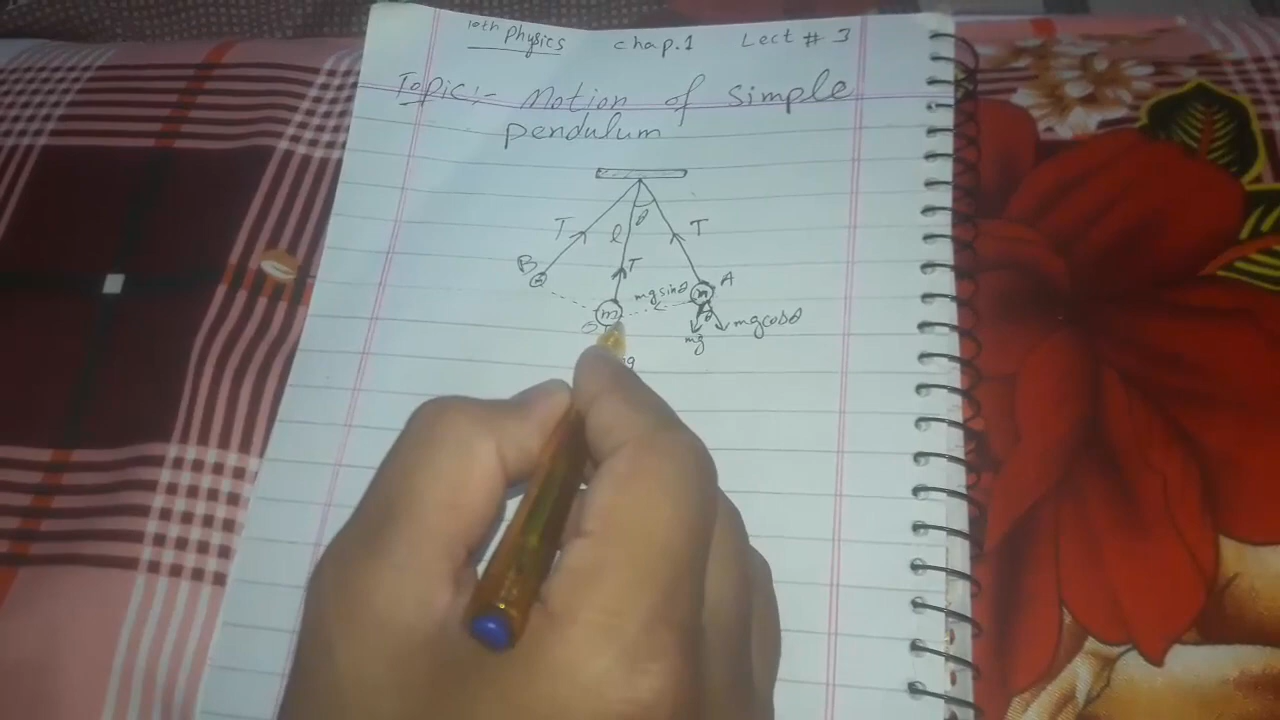 10th Physics chap.1 Lect # 3
Topic:- Motion of Simple
pendulum
θ
T l T
B T
mgsinθ m A
m θ mgcosθ
O mg